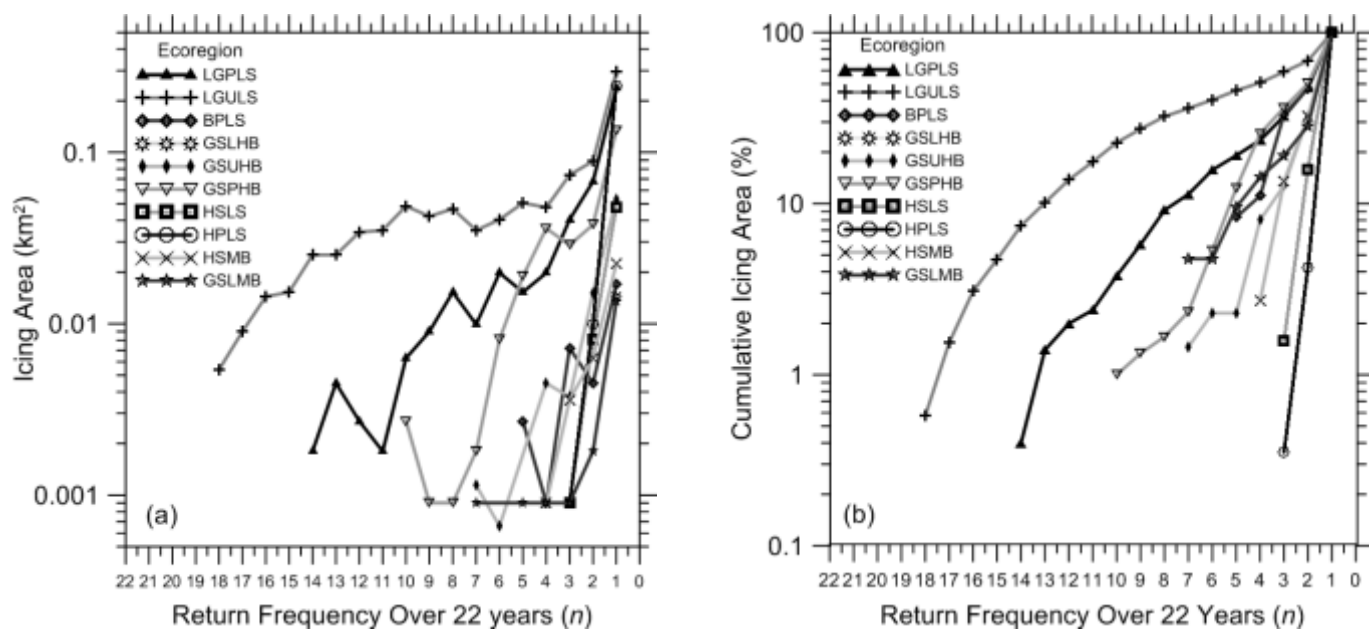 Ecoregion
LGPLS
LGULS
BPLS
GSLHB
GSUHB
GSPHB
HSLS
HPLS
HSMB
GSLMB
0.1
0.01
0.001
Icing Area (km²)
(a)
22 21 20 19 18 17 16 15 14 13 12 11 10 9 8 7 6 5 4 3 2 1 0
Return Frequency Over 22 years (n)
Ecoregion
LGPLS
LGULS
BPLS
GSLHB
GSUHB
GSPHB
HSLS
HPLS
HSMB
GSLMB
100
10
1
0.1
Cumulative Icing Area (%)
(b)
22 21 20 19 18 17 16 15 14 13 12 11 10 9 8 7 6 5 4 3 2 1 0
Return Frequency Over 22 Years (n)